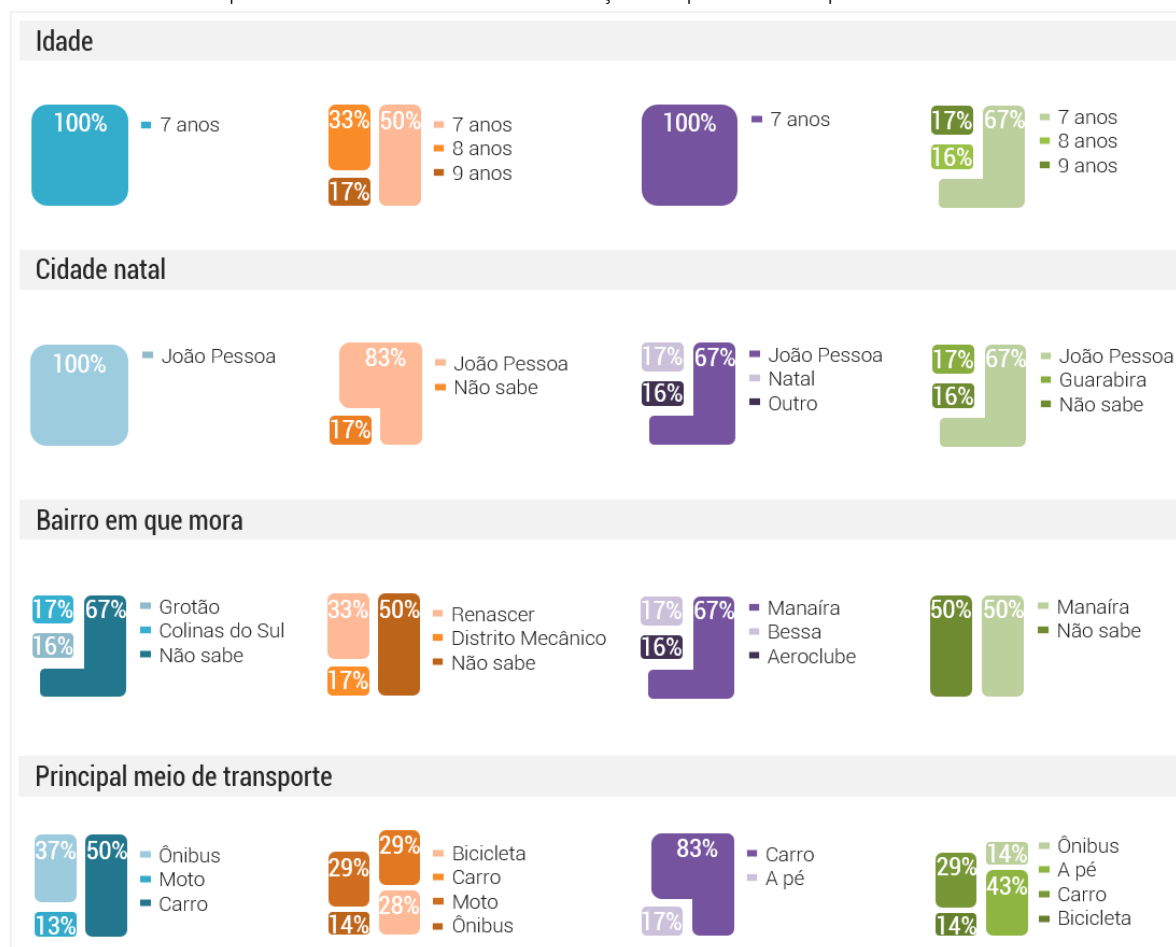 Idade
100%
7 anos
33% 50%
17%
7 anos
8 anos
9 anos
100%
7 anos
17% 67%
16%
7 anos
8 anos
9 anos
Cidade natal
100%
João Pessoa
83%
17%
João Pessoa
Não sabe
17% 67%
16%
João Pessoa
Natal
Outro
17% 67%
16%
João Pessoa
Guarabira
Não sabe
Bairro em que mora
17% 67%
16%
Grotão
Colinas do Sul
Não sabe
33% 50%
17%
Renascer
Distrito Mecânico
Não sabe
17% 67%
16%
Manaíra
Bessa
Aeroclube
50% 50%
Manaíra
Não sabe
Principal meio de transporte
37% 50%
13%
Ônibus
Moto
Carro
29%
29%
28%
14%
Bicicleta
Carro
Moto
Ônibus
83%
17%
Carro
A pé
14%
29%
43%
14%
Ônibus
A pé
Carro
Bicicleta